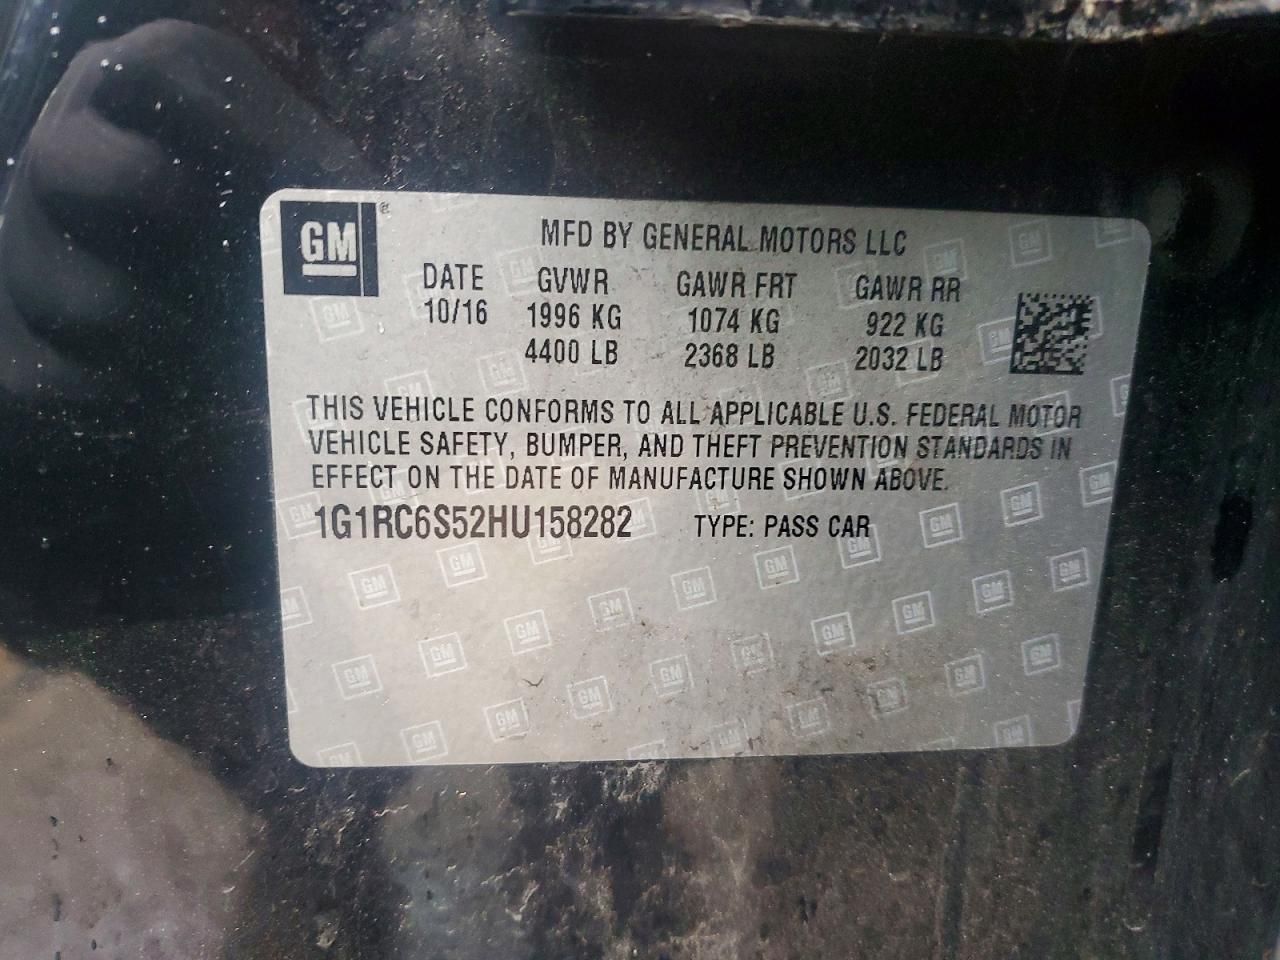 GM
MFD BY GENERAL MOTORS LLC
DATE GVWR GAWR FRT GAWR RR
10/16 1996 KG 1074 KG 922 KG
4400 LB 2368 LB 2032 LB
THIS VEHICLE CONFORMS TO ALL APPLICABLE U.S. FEDERAL MOTOR
VEHICLE SAFETY, BUMPER, AND THEFT PREVENTION STANDARDS IN
EFFECT ON THE DATE OF MANUFACTURE SHOWN ABOVE.
1G1RC6S52HU158282 TYPE: PASS CAR